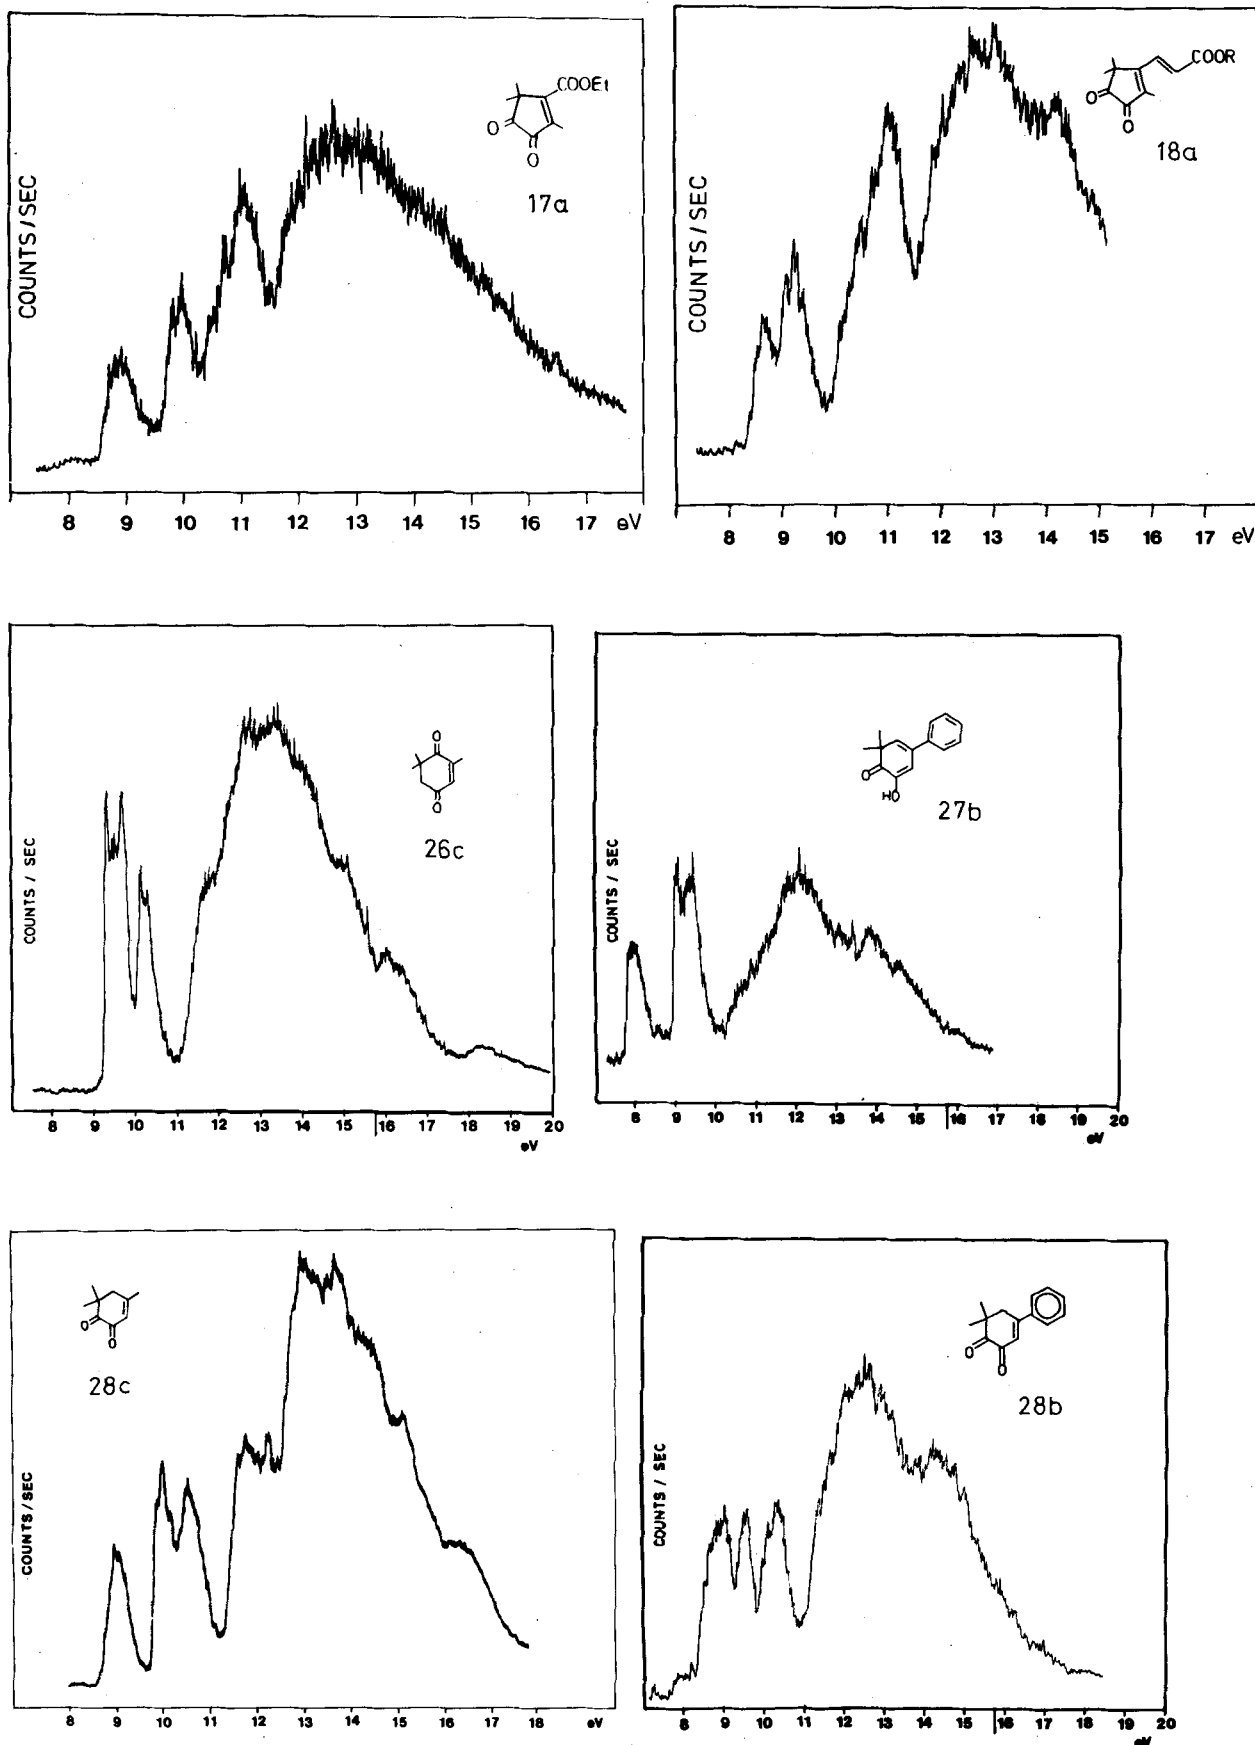 COUNTS/SEC
COOEt
O
O
17a
8 9 10 11 12 13 14 15 16 17 eV
COUNTS/SEC
COOR
O
O
18a
8 9 10 11 12 13 14 15 16 17 eV
COUNTS / SEC
O
O
26c
8 9 10 11 12 13 14 15 16 17 18 19 20
eV
COUNTS / SEC
O
HO
27b
8 9 10 11 12 13 14 15 16 17 18 19 20
eV
COUNTS / SEC
O
O
28c
8 9 10 11 12 13 14 15 16 17 18 eV
COUNTS / SEC
O
O
28b
8 9 10 11 12 13 14 15 16 17 18 19 20
eV